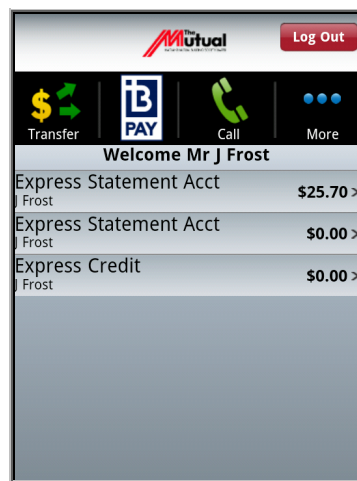 The
Mutual
Log Out
Transfer
B
PAY
Call
More
Welcome Mr J Frost
Express Statement Acct
J Frost
$25.70
Express Statement Acct
J Frost
$0.00
Express Credit
J Frost
$0.00